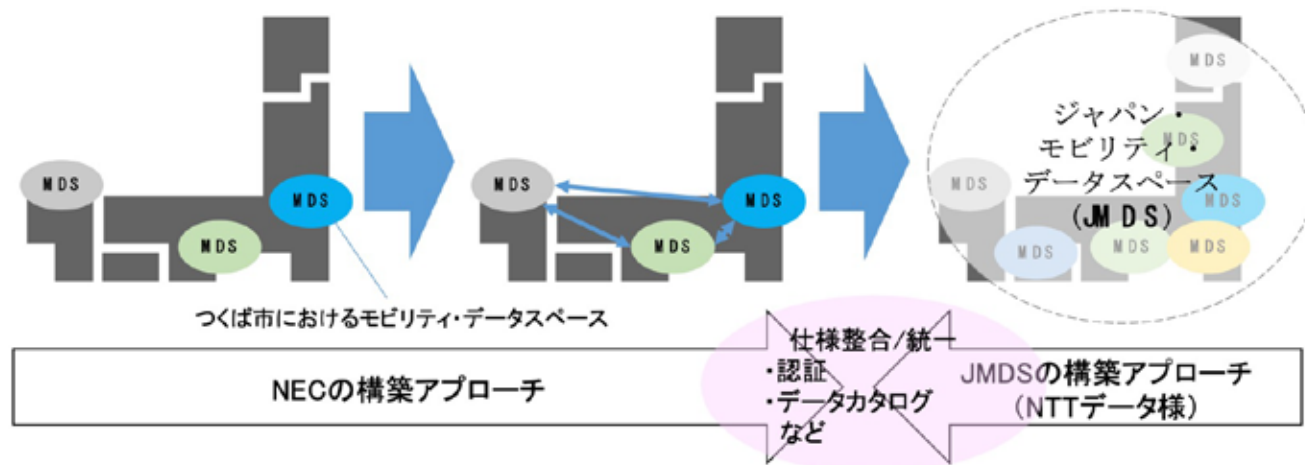 MDS
MDS
MDS
つくば市におけるモビリティ・データスペース
MDS
MDS
MDS
MDS
ジャパン・
MDS
モビリティ・
データスペース
(JMDS)
MDS
MDS
MDS
MDS
MDS
NECの構築アプローチ
仕様整合/統一
・認証
・データカタログ
など
JMDSの構築アプローチ
(NTTデータ様)